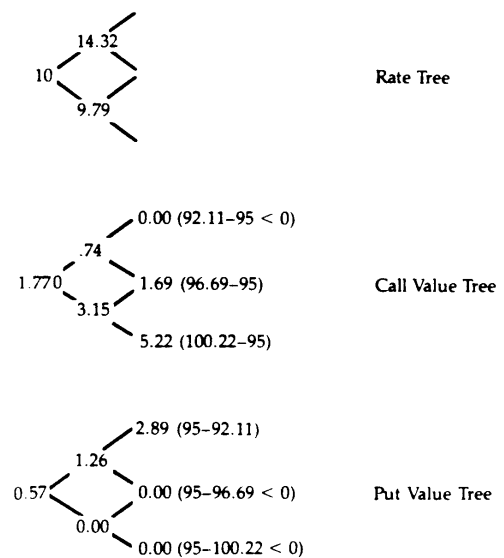 14.32
10
Rate Tree
9.79
0.00 (92.11–95 < 0)
.74
1.770
1.69 (96.69–95)
Call Value Tree
3.15
5.22 (100.22–95)
2.89 (95–92.11)
1.26
0.57
0.00 (95–96.69 < 0)
Put Value Tree
0.00
0.00 (95–100.22 < 0)